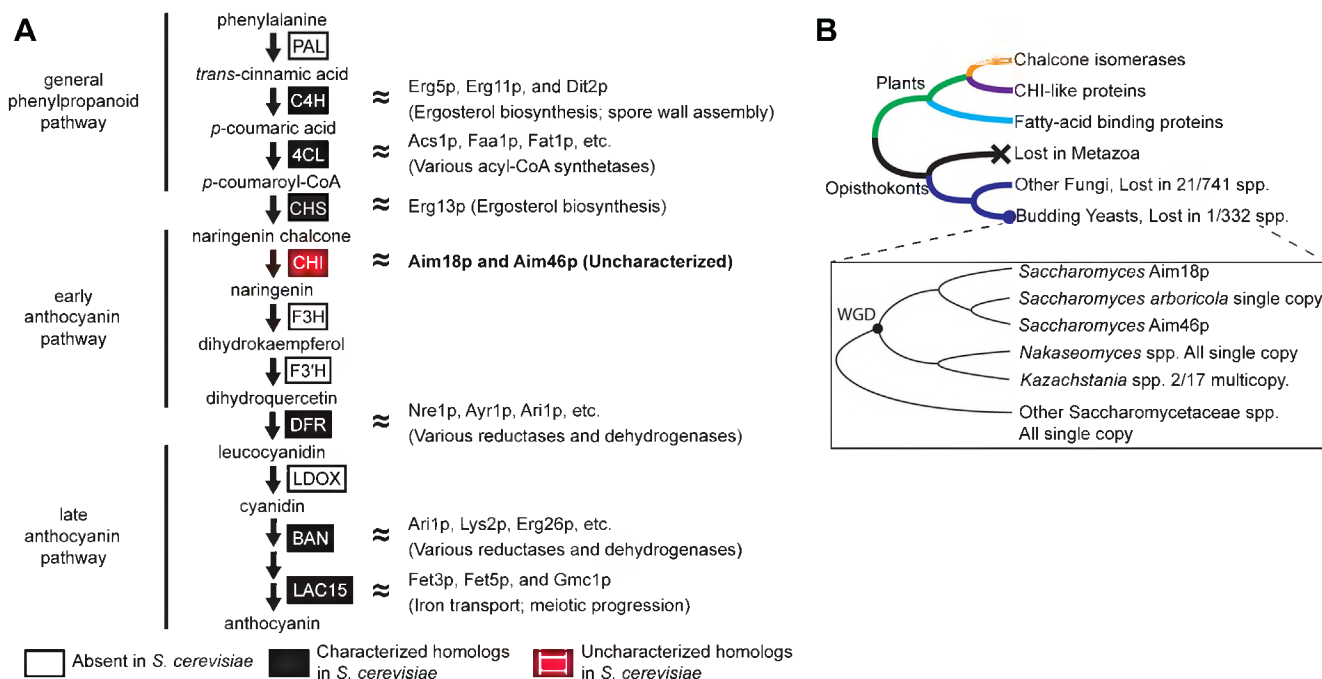 A
general
phenylpropanoid
pathway
early
anthocyanin
pathway
late
anthocyanin
pathway
phenylalanine
PAL
trans-cinnamic acid
C4H
≈ Erg5p, Erg11p, and Dit2p
(Ergosterol biosynthesis; spore wall assembly)
p-coumaric acid
4CL
≈ Acs1p, Faa1p, Fat1p, etc.
(Various acyl-CoA synthetases)
p-coumaroyl-CoA
CHS
≈ Erg13p (Ergosterol biosynthesis)
naringenin chalcone
CHI
≈ Aim18p and Aim46p (Uncharacterized)
naringenin
F3H
dihydrokaempferol
F3'H
dihydroquercetin
DFR
≈ Nre1p, Ayr1p, Ari1p, etc.
(Various reductases and dehydrogenases)
leucocyanidin
LDOX
cyanidin
BAN
≈ Ari1p, Lys2p, Erg26p, etc.
(Various reductases and dehydrogenases)
LAC15
≈ Fet3p, Fet5p, and Gmc1p
(Iron transport; meiotic progression)
anthocyanin
Absent in S. cerevisiae
Characterized homologs
in S. cerevisiae
Uncharacterized homologs
in S. cerevisiae
B
Plants
Opisthokonts
Chalcone isomerases
CHI-like proteins
Fatty-acid binding proteins
Lost in Metazoa
Other Fungi, Lost in 21/741 spp.
Budding Yeasts, Lost in 1/332 spp.
WGD
Saccharomyces Aim18p
Saccharomyces arboricola single copy
Saccharomyces Aim46p
Nakaseomyces spp. All single copy
Kazachstania spp. 2/17 multicopy.
Other Saccharomycetaceae spp.
All single copy